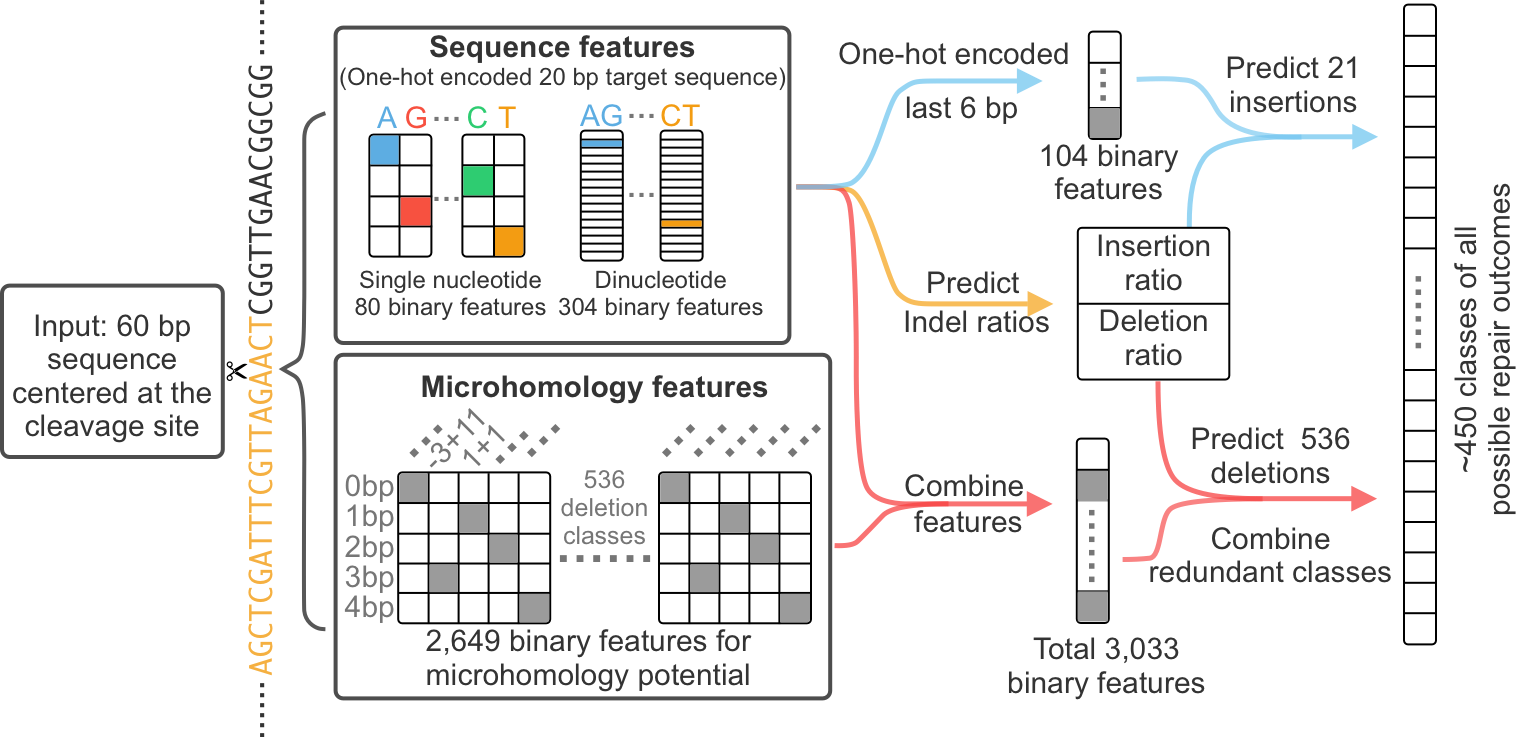 Input: 60 bp
sequence
centered at the
cleavage site
AGCTCGATTTCGTTAGAACTCGGTTGAACGGCGG
Sequence features
(One-hot encoded 20 bp target sequence)
A G C T
AG CT
Single nucleotide
80 binary features
Dinucleotide
304 binary features
Microhomology features
-3+11
1+1
0bp
1bp
2bp
3bp
4bp
536
deletion
classes
2,649 binary features for
microhomology potential
One-hot encoded
last 6 bp
104 binary
features
Predict 21
insertions
Predict
Indel ratios
Insertion
ratio
Deletion
ratio
Combine
features
Total 3,033
binary features
Predict 536
deletions
Combine
redundant classes
~450 classes of all
possible repair outcomes